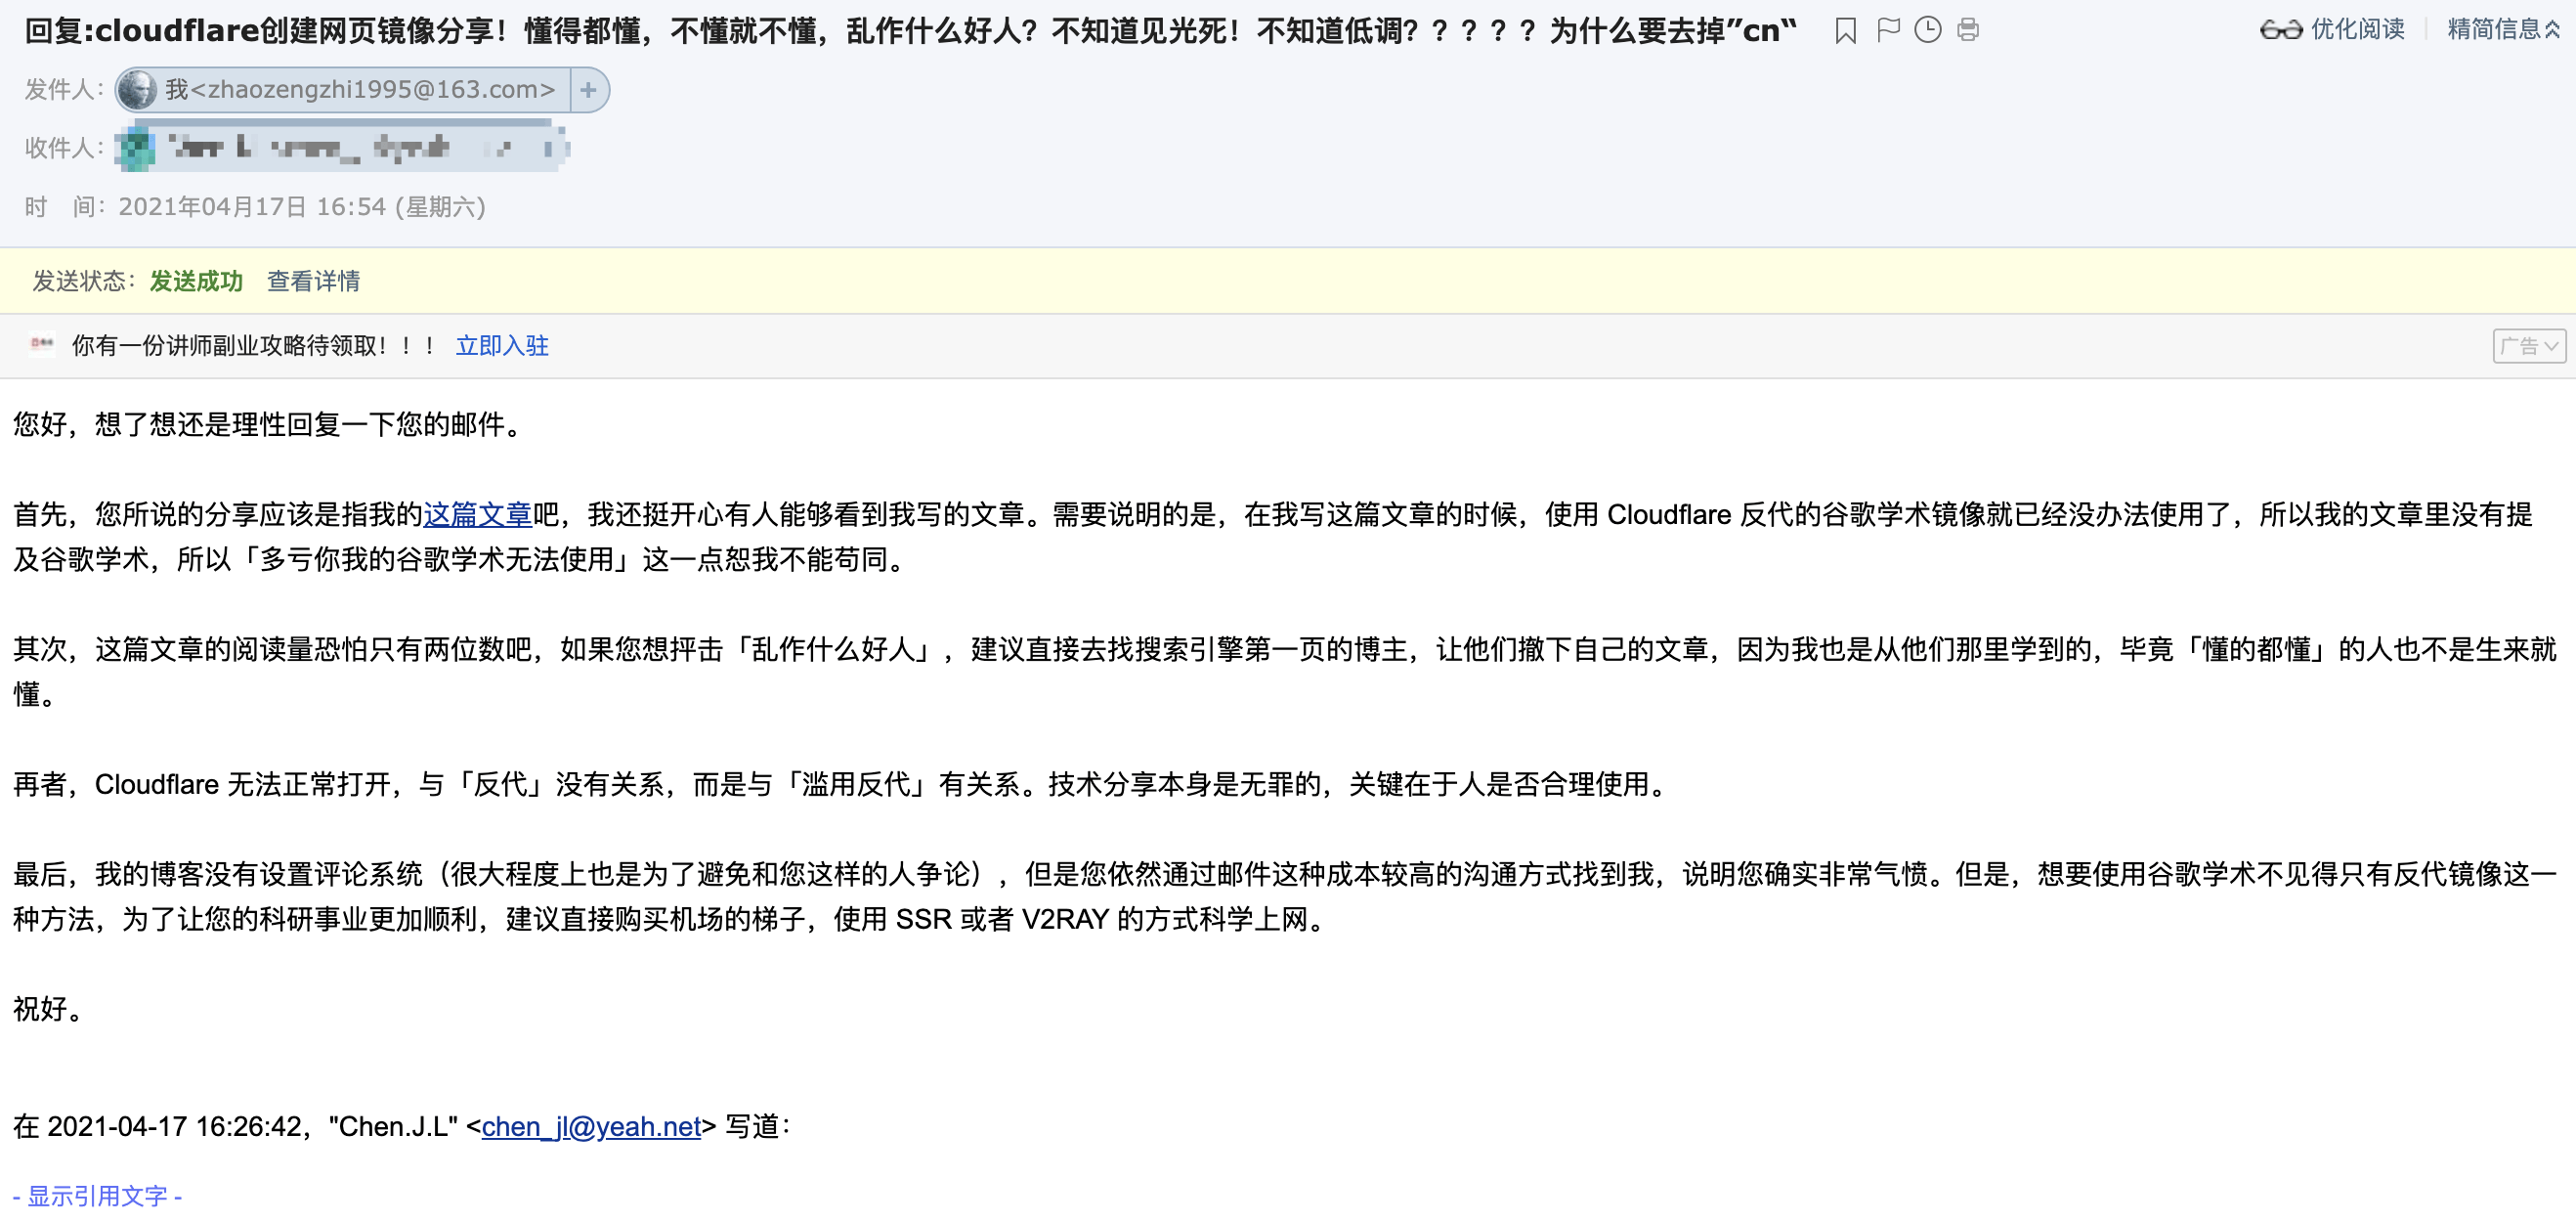 回复:cloudflare创建网页镜像分享！懂得都懂，不懂就不懂，乱作什么好人？不知道见光死！不知道低调？？？？？为什么要去掉”cn“
优化阅读 精简信息
发件人：我<zhaozengzhi1995@163.com> +
收件人：
时 间：2021年04月17日 16:54 (星期六)
发送状态：发送成功 查看详情
你有一份讲师副业攻略待领取！！！ 立即入驻
广告
您好，想了想还是理性回复一下您的邮件。
首先，您所说的分享应该是指我的这篇文章吧，我还挺开心有人能够看到我写的文章。需要说明的是，在我写这篇文章的时候，使用 Cloudflare 反代的谷歌学术镜像就已经没办法使用了，所以我的文章里没有提
及谷歌学术，所以「多亏你我的谷歌学术无法使用」这一点恕我不能苟同。
其次，这篇文章的阅读量恐怕只有两位数吧，如果您想抨击「乱作什么好人」，建议直接去找搜索引擎第一页的博主，让他们撤下自己的文章，因为我也是从他们那里学到的，毕竟「懂的都懂」的人也不是生来就
懂。
再者，Cloudflare 无法正常打开，与「反代」没有关系，而是与「滥用反代」有关系。技术分享本身是无罪的，关键在于人是否合理使用。
最后，我的博客没有设置评论系统（很大程度上也是为了避免和您这样的人争论），但是您依然通过邮件这种成本较高的沟通方式找到我，说明您确实非常气愤。但是，想要使用谷歌学术不见得只有反代镜像这一
种方法，为了让您的科研事业更加顺利，建议直接购买机场的梯子，使用 SSR 或者 V2RAY 的方式科学上网。
祝好。
在 2021-04-17 16:26:42，"Chen.J.L" <chen_jl@yeah.net> 写道：
- 显示引用文字 -